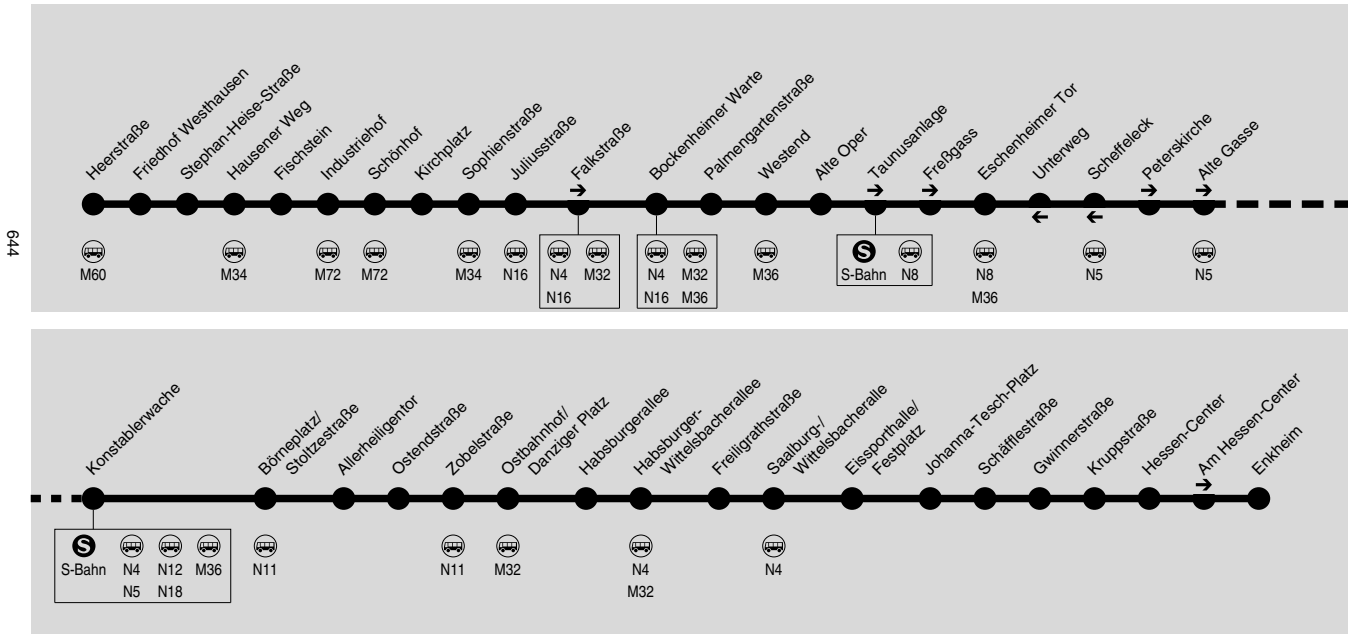 644
Heerstraße
Friedhof Westhausen
Stephan-Heise-Straße
Hausener Weg
Fischstein
Industriehof
Schönhof
Kirchplatz
Sophienstraße
Juliusstraße
Falkstraße
Bockenheimer Warte
Palmengartenstraße
Westend
Alte Oper
Taunusanlage
Freßgass
Eschenheimer Tor
Unterweg
Scheffeleck
Peterskirche
Alte Gasse
M60
M34
M72
M72
M34
N16
N4 M32
N16
N4 M32
N16 M36
M36
S
S-Bahn N8
N8
M36
N5
N5
Konstablerwache
Börneplatz/
Stoltzestraße
Allerheiligentor
Ostendstraße
Zobelstraße
Ostbahnhof/
Danziger Platz
Habsburgerallee
Habsburger-
Wittelsbacherallee
Freiligrathstraße
Saalburg-/
Wittelsbacheralle
Eissporthalle/
Festplatz
Johanna-Tesch-Platz
Schäfflestraße
Gwinnerstraße
Kruppstraße
Hessen-Center
Am Hessen-Center
Enkheim
S
S-Bahn N4 N12 M36
N5 N18
N11
N11
M32
N4
M32
N4